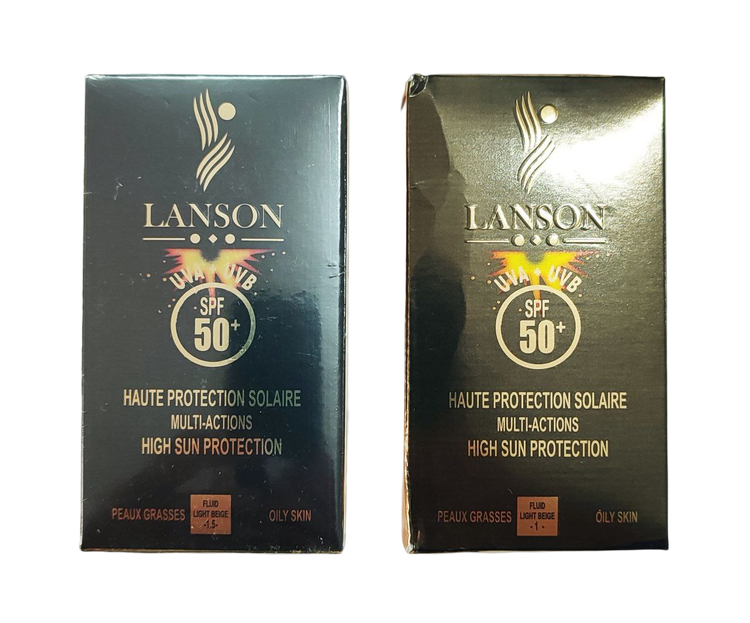 LANSON
UVA + UVB
SPF
50+
HAUTE PROTECTION SOLAIRE
MULTI-ACTIONS
HIGH SUN PROTECTION
PEAUX GRASSES
FLUID
LIGHT BEIGE
-1.5-
OILY SKIN
LANSON
UVA + UVB
SPF
50+
HAUTE PROTECTION SOLAIRE
MULTI-ACTIONS
HIGH SUN PROTECTION
PEAUX GRASSES
FLUID
LIGHT BEIGE
- 1 -
OILY SKIN